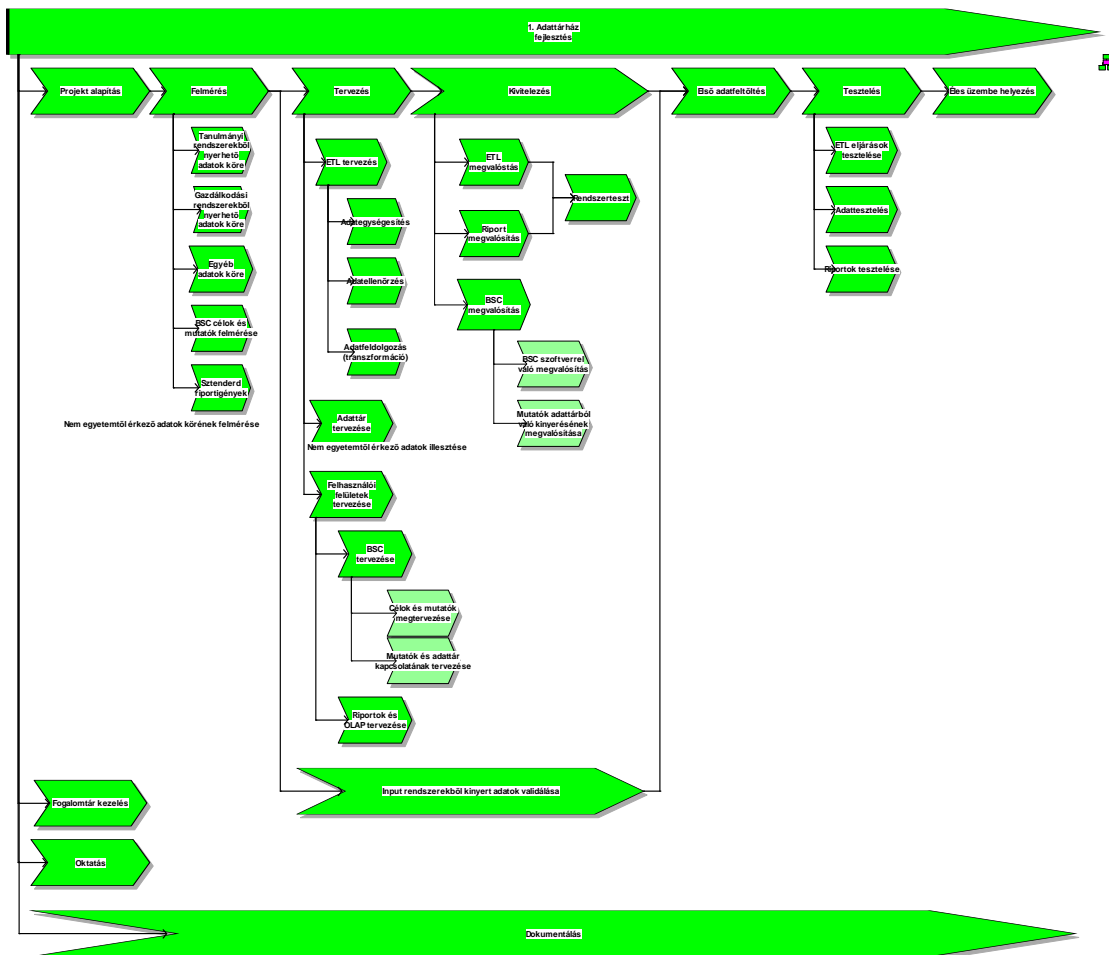 1. Adattárház
fejlesztés
Projekt alapítás
Felmérés
Tervezés
Kivitelezés
Első adatfeltöltés
Tesztelés
Éles üzembe helyezés
Tanulmányi
rendszerekből
nyerhető
adatok köre
Gazdálkodási
rendszerekből
nyerhető
adatok köre
Egyéb
adatok köre
BSC célok és
mutatók felmérése
Sztenderd
riportigények
Nem egyetemtől érkező adatok körének felmérése
ETL tervezés
Adategységesítés
Adatellenőrzés
Adatfeldolgozás
(transzformáció)
Adattár
tervezése
Nem egyetemtől érkező adatok illesztése
Felhasználói
felületek
tervezése
BSC
tervezése
Célok és mutatók
megtervezése
Mutatók és adattár
kapcsolatának tervezése
Riportok és
OLAP tervezése
ETL
megvalóstás
Riport
megvalósítás
Rendszerteszt
BSC
megvalósítás
BSC szoftverrel
való megvalósítás
Mutatók adattárból
való kinyerésének
megvalósítása
ETL eljárások
tesztelése
Adattesztelés
Riportok tesztelése
Input rendszerekből kinyert adatok validálása
Fogalomtár kezelés
Oktatás
Dokumentálás